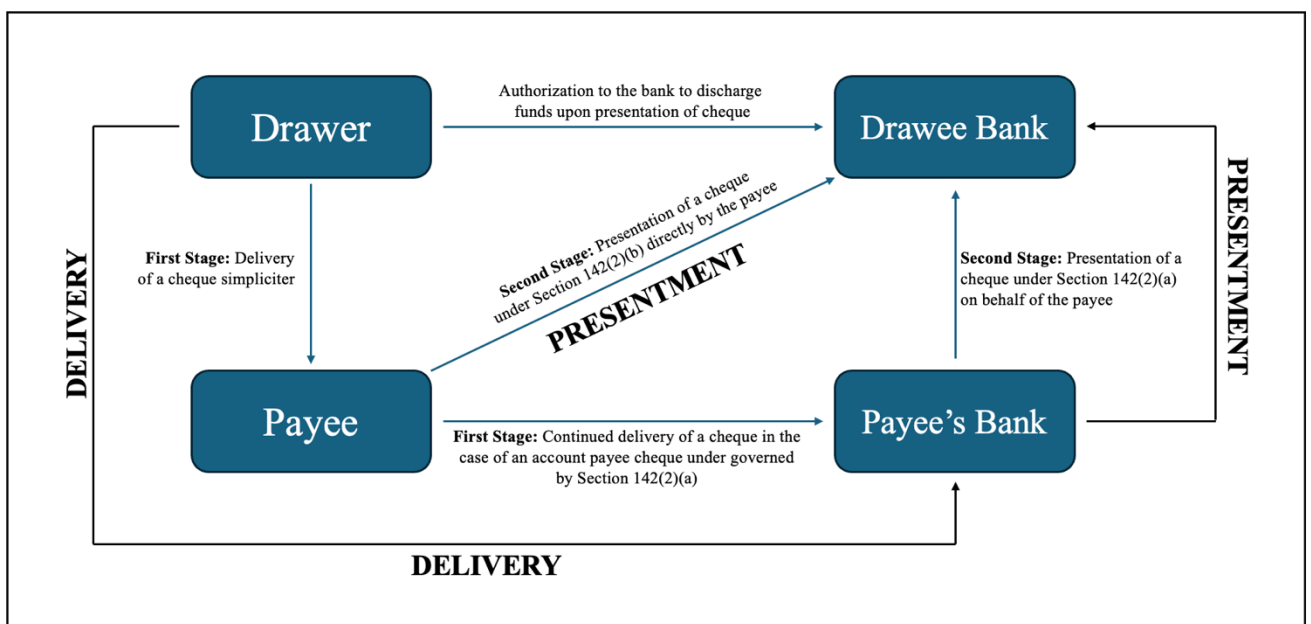 Drawer
Authorization to the bank to discharge
funds upon presentation of cheque
Drawee Bank
DELIVERY
First Stage: Delivery
of a cheque simpliciter
Second Stage: Presentation of a cheque
under Section 142(2)(b) directly by the payee
PRESENTMENT
Second Stage: Presentation of a
cheque under Section 142(2)(a)
on behalf of the payee
PRESENTMENT
Payee
First Stage: Continued delivery of a cheque in the
case of an account payee cheque under governed
by Section 142(2)(a)
Payee’s Bank
DELIVERY